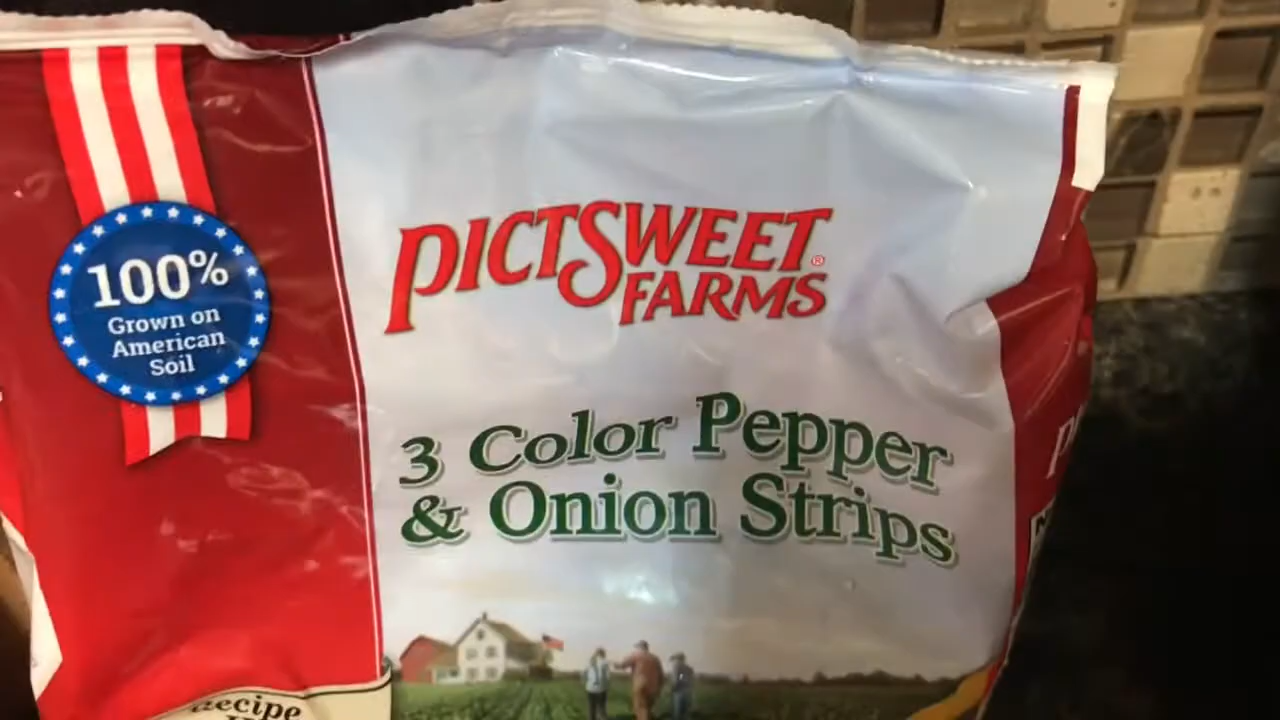 100%
Grown on
American
Soil
PICTSWEET®
FARMS
3 Color Pepper
& Onion Strips
Recipe